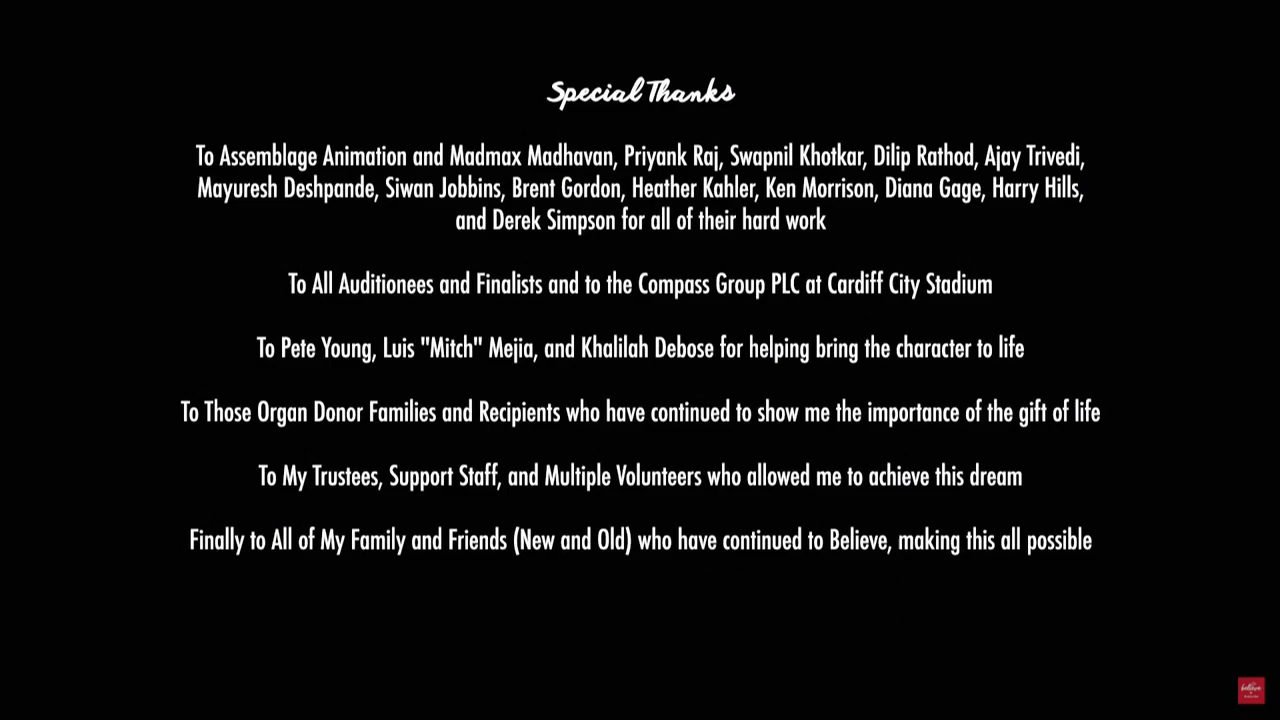 Special Thanks
To Assemblage Animation and Madmax Madhavan, Priyank Raj, Swapnil Khotkar, Dilip Rathod, Ajay Trivedi,
Mayuresh Deshpande, Siwan Jobbins, Brent Gordon, Heather Kahler, Ken Morrison, Diana Gage, Harry Hills,
and Derek Simpson for all of their hard work
To All Auditionees and Finalists and to the Compass Group PLC at Cardiff City Stadium
To Pete Young, Luis "Mitch" Mejia, and Khalilah Debose for helping bring the character to life
To Those Organ Donor Families and Recipients who have continued to show me the importance of the gift of life
To My Trustees, Support Staff, and Multiple Volunteers who allowed me to achieve this dream
Finally to All of My Family and Friends (New and Old) who have continued to Believe, making this all possible
believe